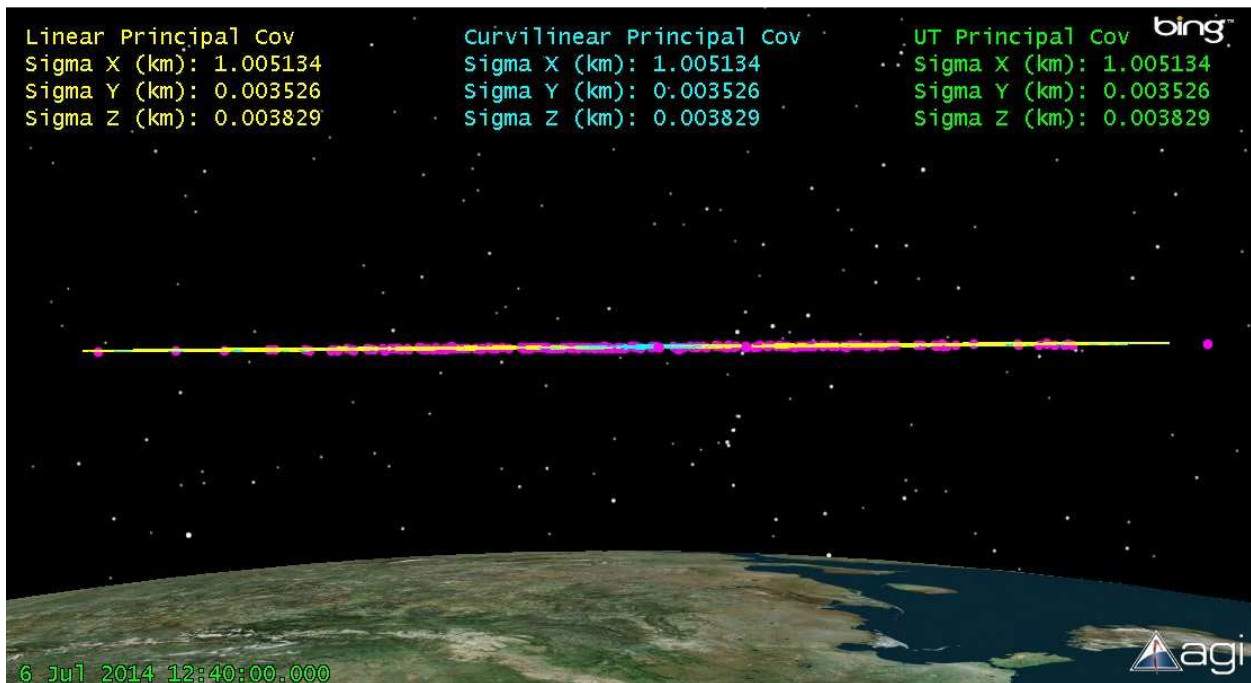 Linear Principal Cov
Sigma X (km): 1.005134
Sigma Y (km): 0.003526
Sigma Z (km): 0.003829
Curvilinear Principal Cov
Sigma X (km): 1.005134
Sigma Y (km): 0.003526
Sigma Z (km): 0.003829
UT Principal Cov
Sigma X (km): 1.005134
Sigma Y (km): 0.003526
Sigma Z (km): 0.003829
bing™
6 Jul 2014 12:40:00.000
agi